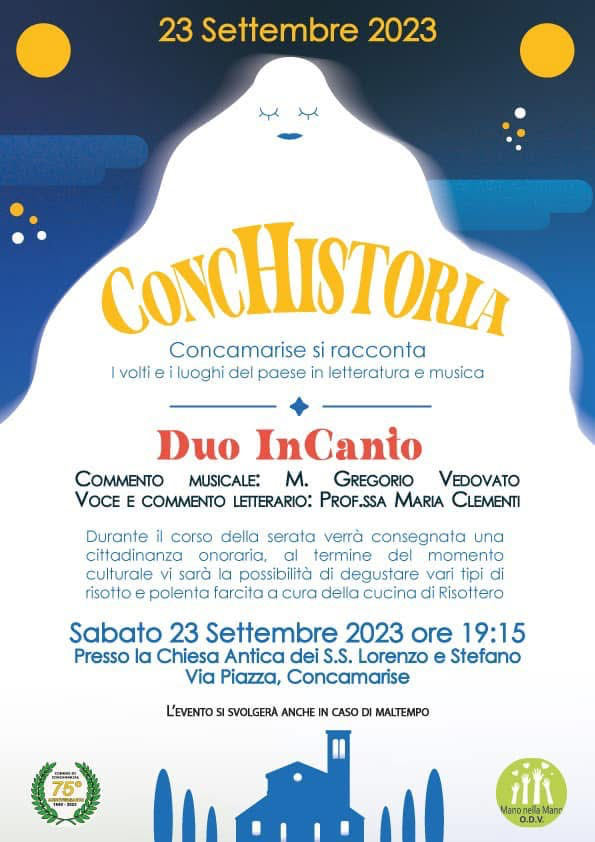 23 Settembre 2023
ConcHistoria
Concamarise si racconta
I volti e i luoghi del paese in letteratura e musica
Duo InCanto
Commento musicale: M. Gregorio Vedovato
Voce e commento letterario: Prof.ssa Maria Clementi
Durante il corso della serata verrà consegnata una
cittadinanza onoraria, al termine del momento
culturale vi sarà la possibilità di degustare vari tipi di
risotto e polenta farcita a cura della cucina di Risottero
Sabato 23 Settembre 2023 ore 19:15
Presso la Chiesa Antica dei S.S. Lorenzo e Stefano
Via Piazza, Concamarise
L'evento si svolgerà anche in caso di maltempo
COMUNE DI
CONCAMARISE
75°
ANNIVERSARIO
Mano nella Mano
O.D.V.